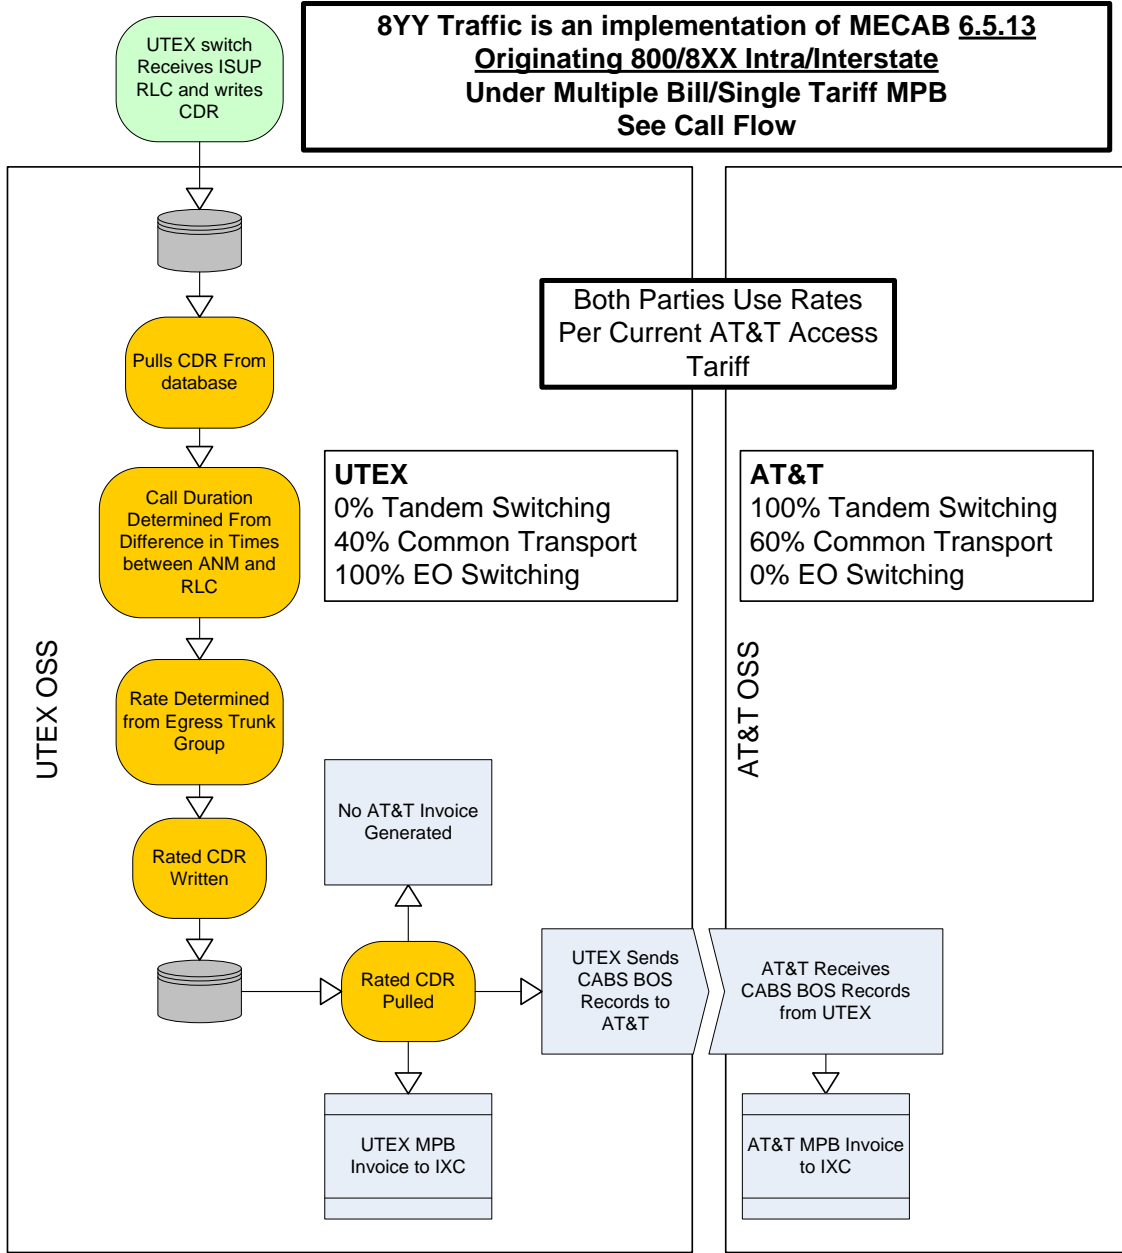 8YY Traffic is an implementation of MECAB 6.5.13
Originating 800/8XX Intra/Interstate
Under Multiple Bill/Single Tariff MPB
See Call Flow
UTEX switch
Receives ISUP
RLC and writes
CDR
Both Parties Use Rates
Per Current AT&T Access
Tariff
Pulls CDR From
database
Call Duration
Determined From
Difference in Times
between ANM and
RLC
UTEX
0% Tandem Switching
40% Common Transport
100% EO Switching
AT&T
100% Tandem Switching
60% Common Transport
0% EO Switching
UTEX OSS
AT&T OSS
Rate Determined
from Egress Trunk
Group
No AT&T Invoice
Generated
Rated CDR
Written
Rated CDR
Pulled
UTEX Sends
CABS BOS
Records to
AT&T
AT&T Receives
CABS BOS Records
from UTEX
UTEX MPB
Invoice to IXC
AT&T MPB Invoice
to IXC